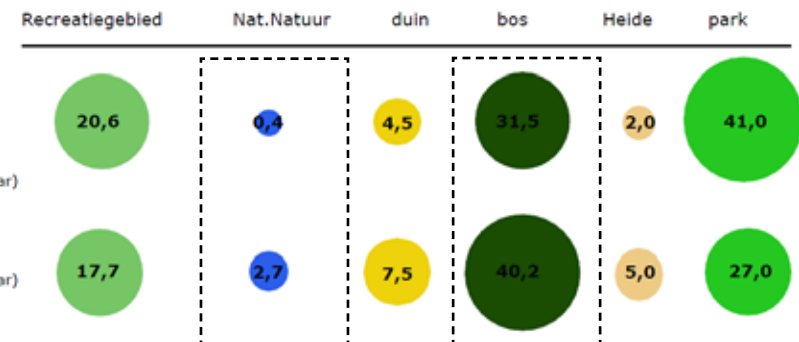 Recreatiegebied Nat.Natuur duin bos Heide park
20,6 0,4 4,5 31,5 2,0 41,0
ar)
17,7 2,7 7,5 40,2 5,0 27,0
ar)